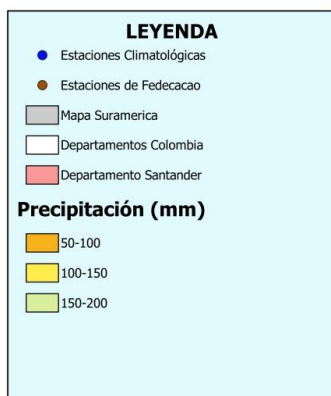 LEYENDA
Estaciones Climatológicas
Estaciones de Fedecacao
Mapa Suramerica
Departamentos Colombia
Departamento Santander
Precipitación (mm)
50-100
100-150
150-200